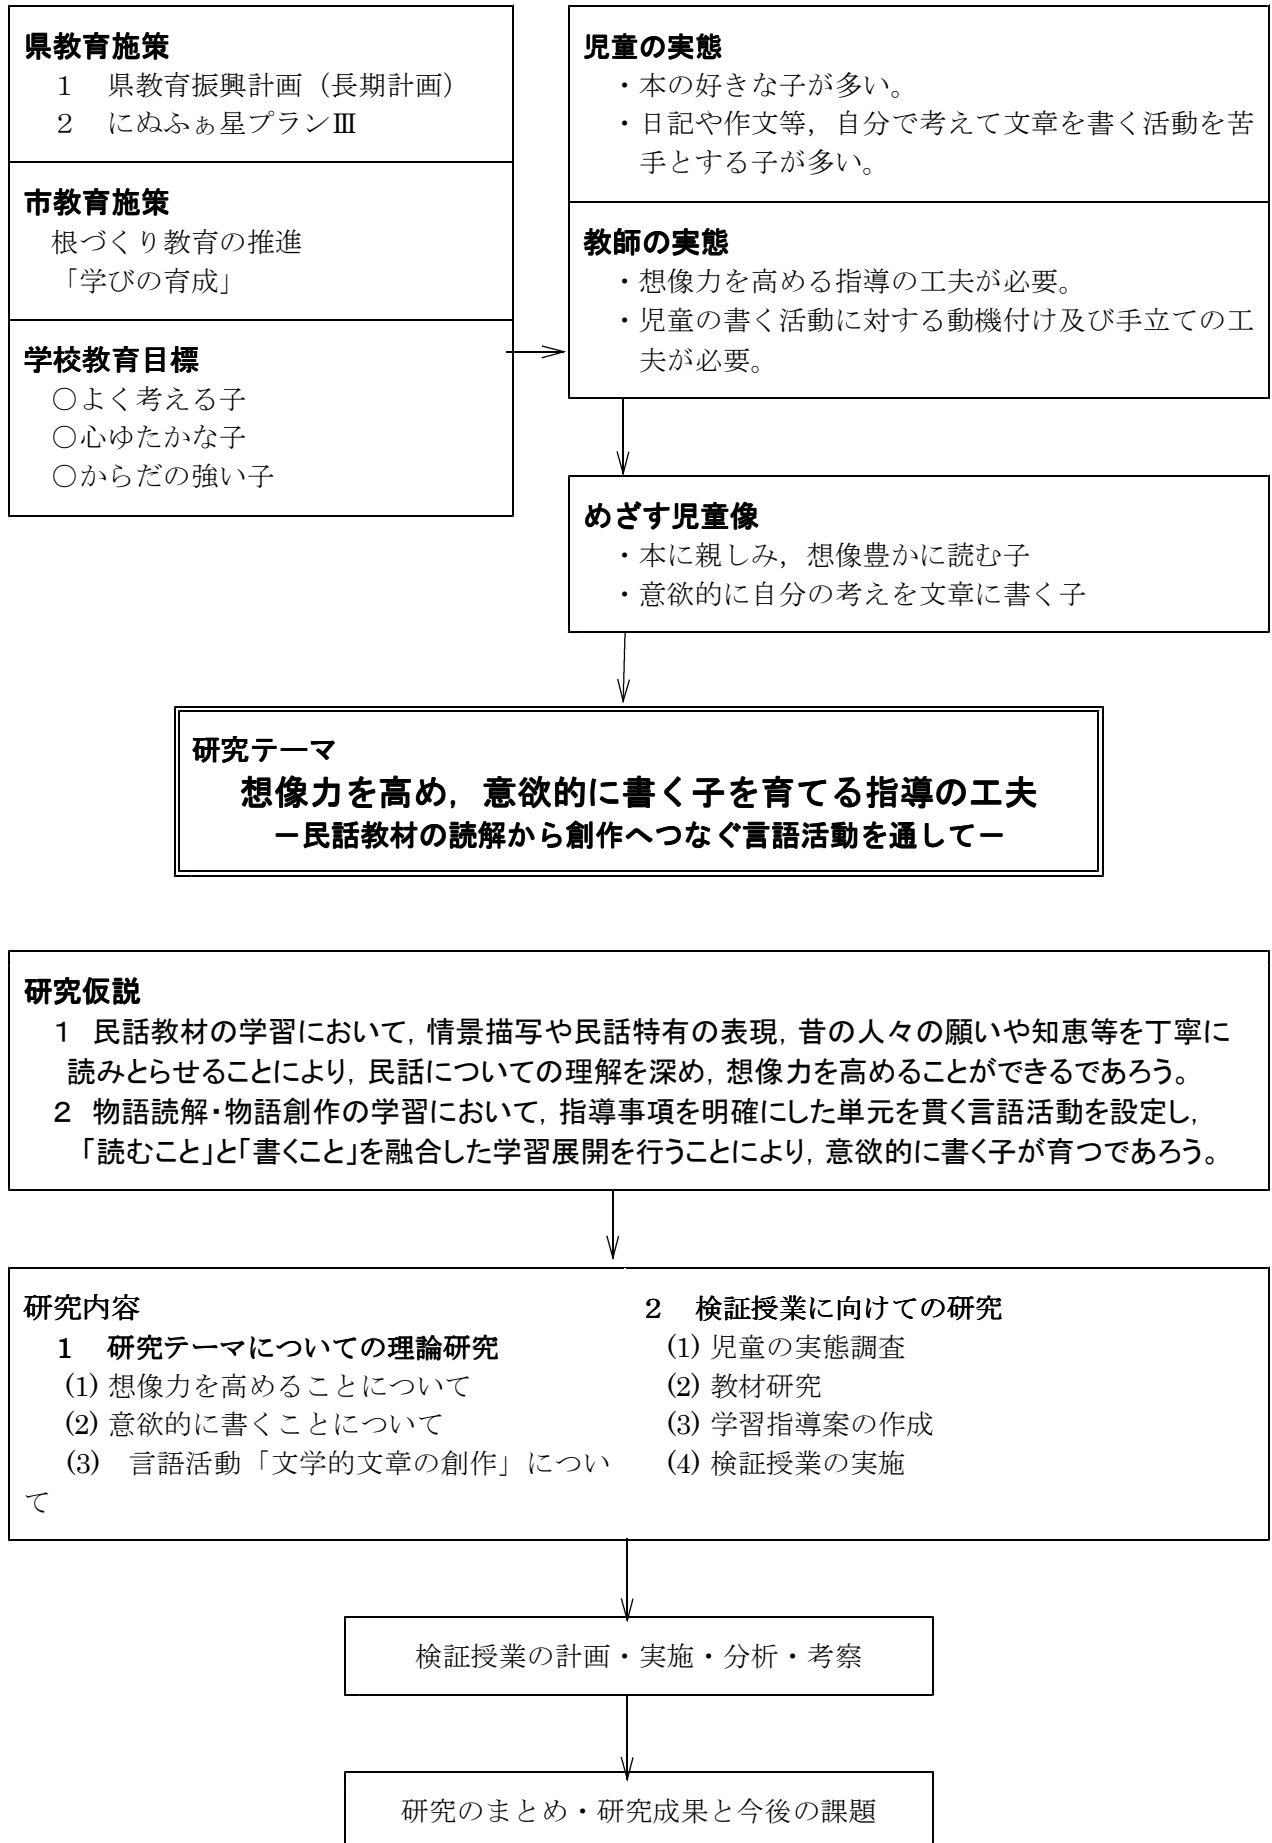 県教育施策
1 県教育振興計画（長期計画）
2 にぬふぁ星プランⅢ
市教育施策
根づくり教育の推進
「学びの育成」
学校教育目標
○よく考える子
○心ゆたかな子
○からだの強い子
児童の実態
・本の好きな子が多い。
・日記や作文等，自分で考えて文章を書く活動を苦
手とする子が多い。
教師の実態
・想像力を高める指導の工夫が必要。
・児童の書く活動に対する動機付け及び手立ての工
夫が必要。
めざす児童像
・本に親しみ，想像豊かに読む子
・意欲的に自分の考えを文章に書く子
研究テーマ
想像力を高め，意欲的に書く子を育てる指導の工夫
－民話教材の読解から創作へつなぐ言語活動を通して－
研究仮説
1 民話教材の学習において，情景描写や民話特有の表現，昔の人々の願いや知恵等を丁寧に
読みとらせることにより，民話についての理解を深め，想像力を高めることができるであろう。
2 物語読解・物語創作の学習において，指導事項を明確にした単元を貫く言語活動を設定し，
「読むこと」と「書くこと」を融合した学習展開を行うことにより，意欲的に書く子が育つであろう。
研究内容
1 研究テーマについての理論研究
(1) 想像力を高めることについて
(2) 意欲的に書くことについて
(3) 言語活動「文学的文章の創作」につい
て
2 検証授業に向けての研究
(1) 児童の実態調査
(2) 教材研究
(3) 学習指導案の作成
(4) 検証授業の実施
検証授業の計画・実施・分析・考察
研究のまとめ・研究成果と今後の課題